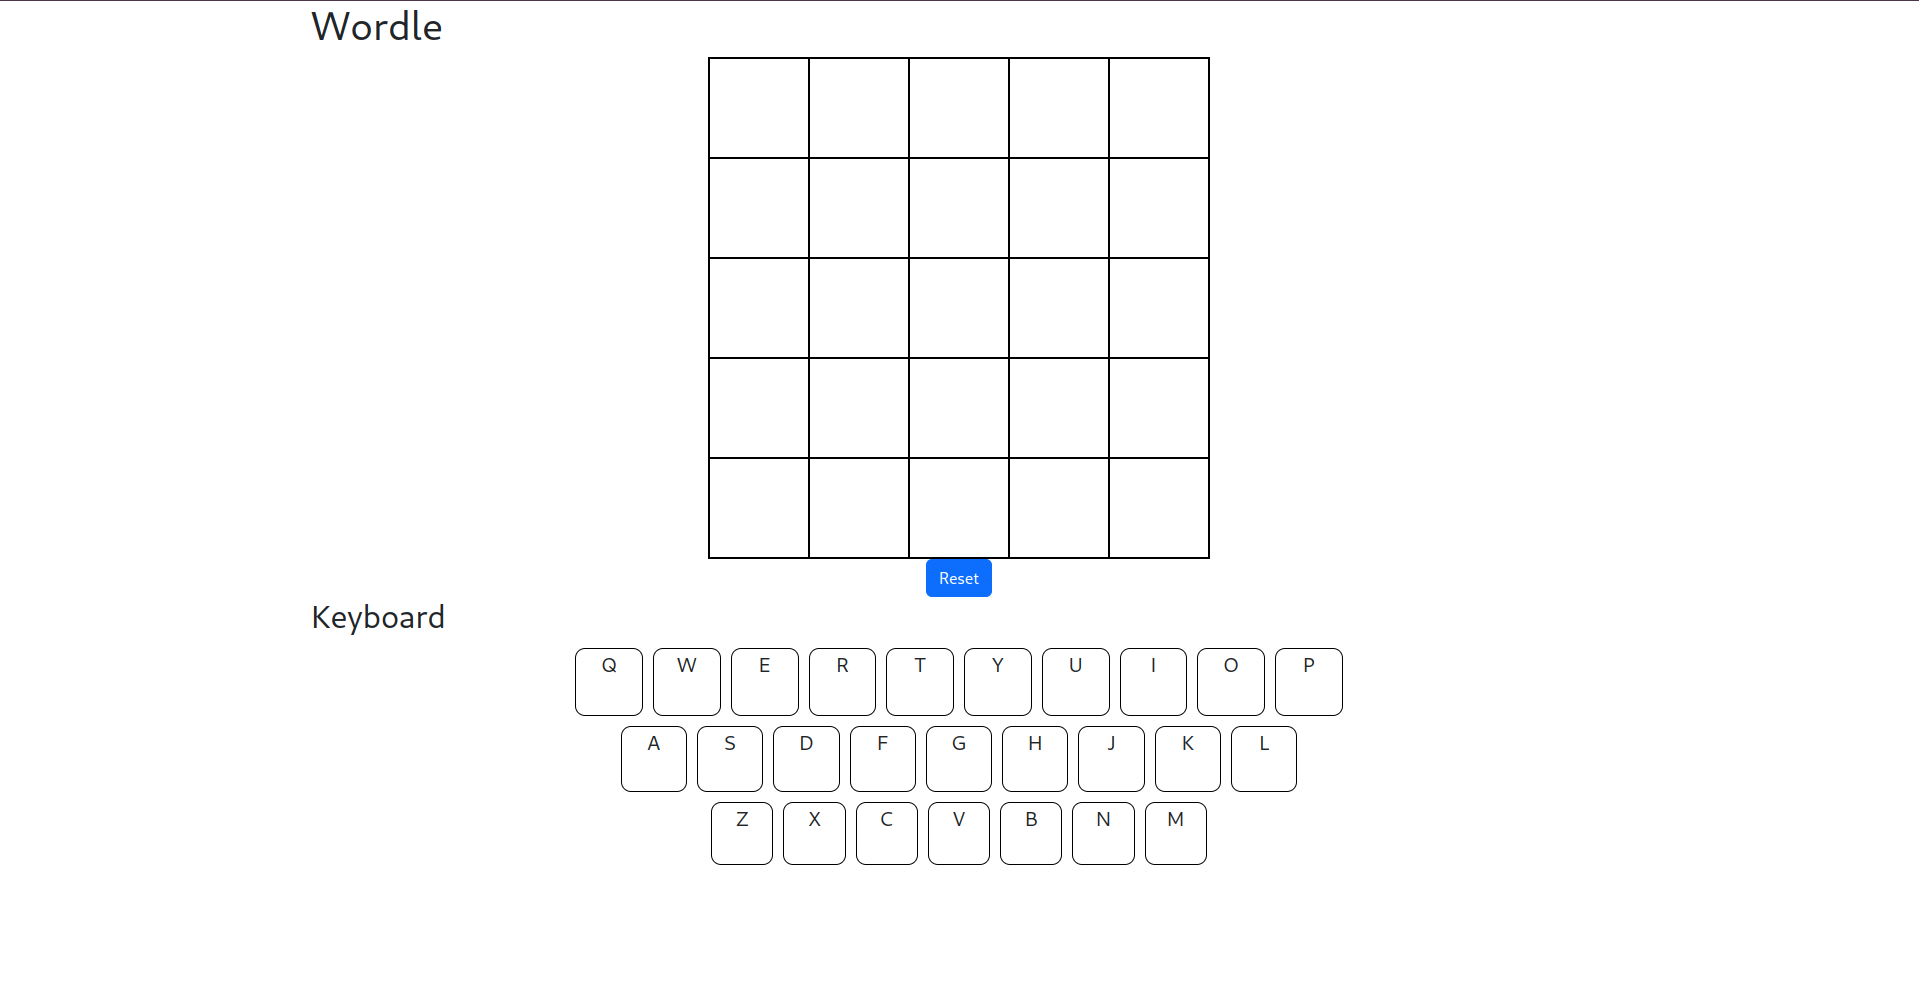 Wordle
Reset
Keyboard
Q W E R T Y U I O P
A S D F G H J K L
Z X C V B N M